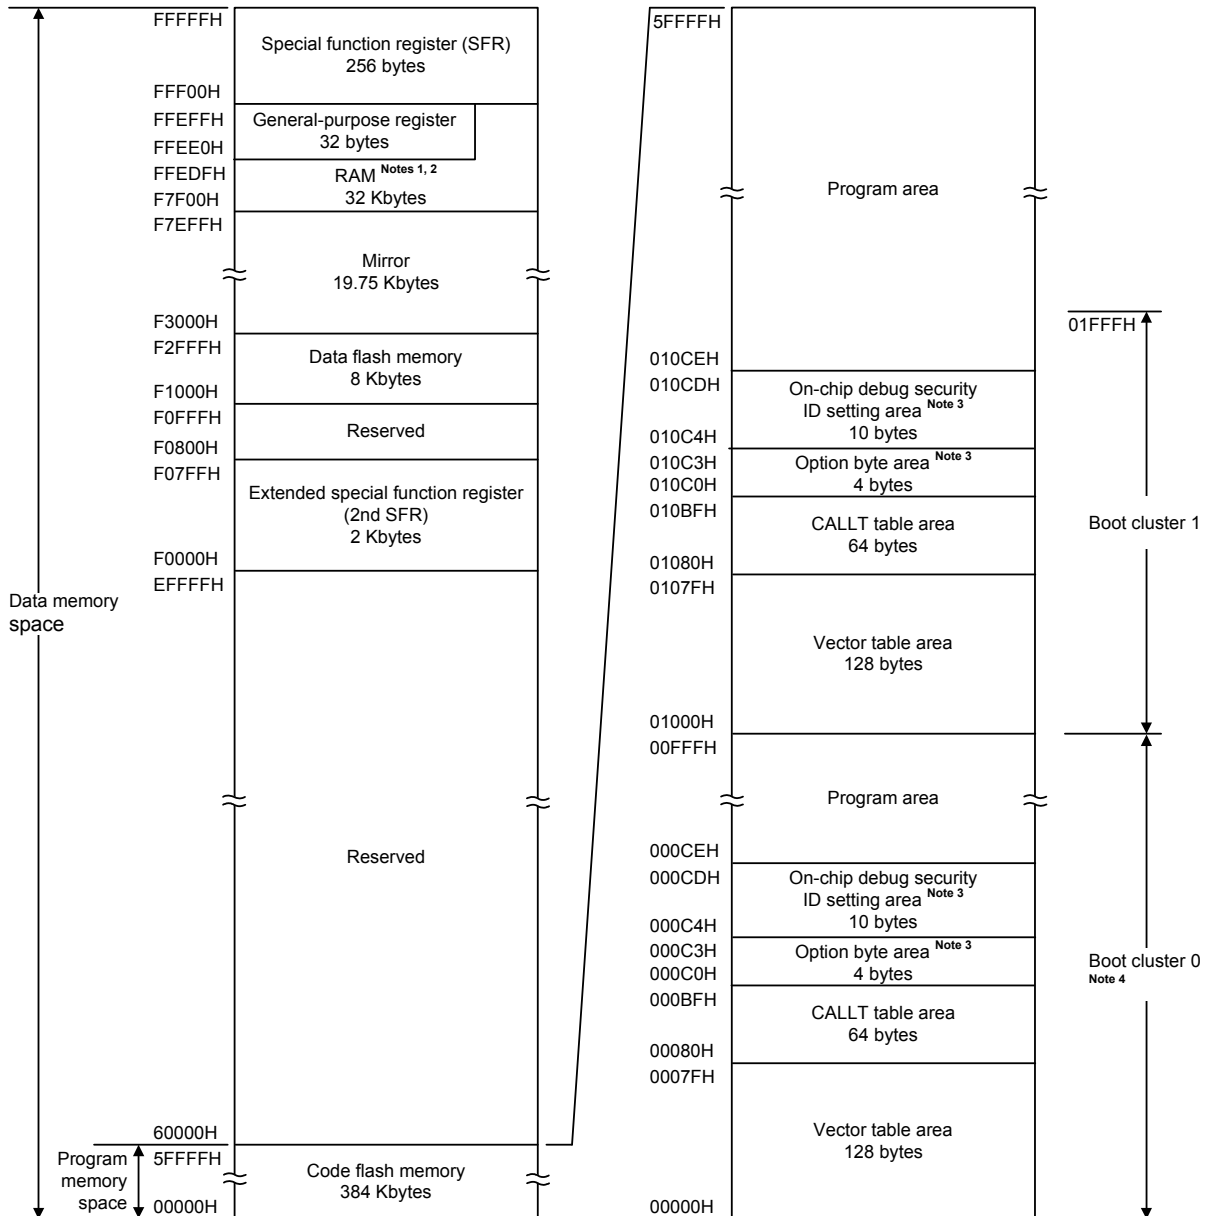 FFFFFH
Special function register (SFR)
256 bytes
FFF00H
FFEFFH
General-purpose register
32 bytes
FFEE0H
FFEDFH
RAM Notes 1, 2
32 Kbytes
F7F00H
F7EFFH
Mirror
19.75 Kbytes
F3000H
F2FFFH
Data flash memory
8 Kbytes
F1000H
F0FFFH
Reserved
F0800H
F07FFH
Extended special function register
(2nd SFR)
2 Kbytes
F0000H
EFFFFH
Data memory
space
Reserved
60000H
5FFFFH
Program
memory
space
Code flash memory
384 Kbytes
00000H
5FFFFH
Program area
01FFFH
010CEH
010CDH
On-chip debug security
ID setting area Note 3
10 bytes
010C4H
010C3H
Option byte area Note 3
4 bytes
010C0H
010BFH
CALLT table area
64 bytes
01080H
0107FH
Boot cluster 1
Vector table area
128 bytes
01000H
00FFFH
Program area
000CEH
000CDH
On-chip debug security
ID setting area Note 3
10 bytes
000C4H
000C3H
Option byte area Note 3
4 bytes
000C0H
000BFH
Boot cluster 0
Note 4
CALLT table area
64 bytes
00080H
0007FH
Vector table area
128 bytes
00000H